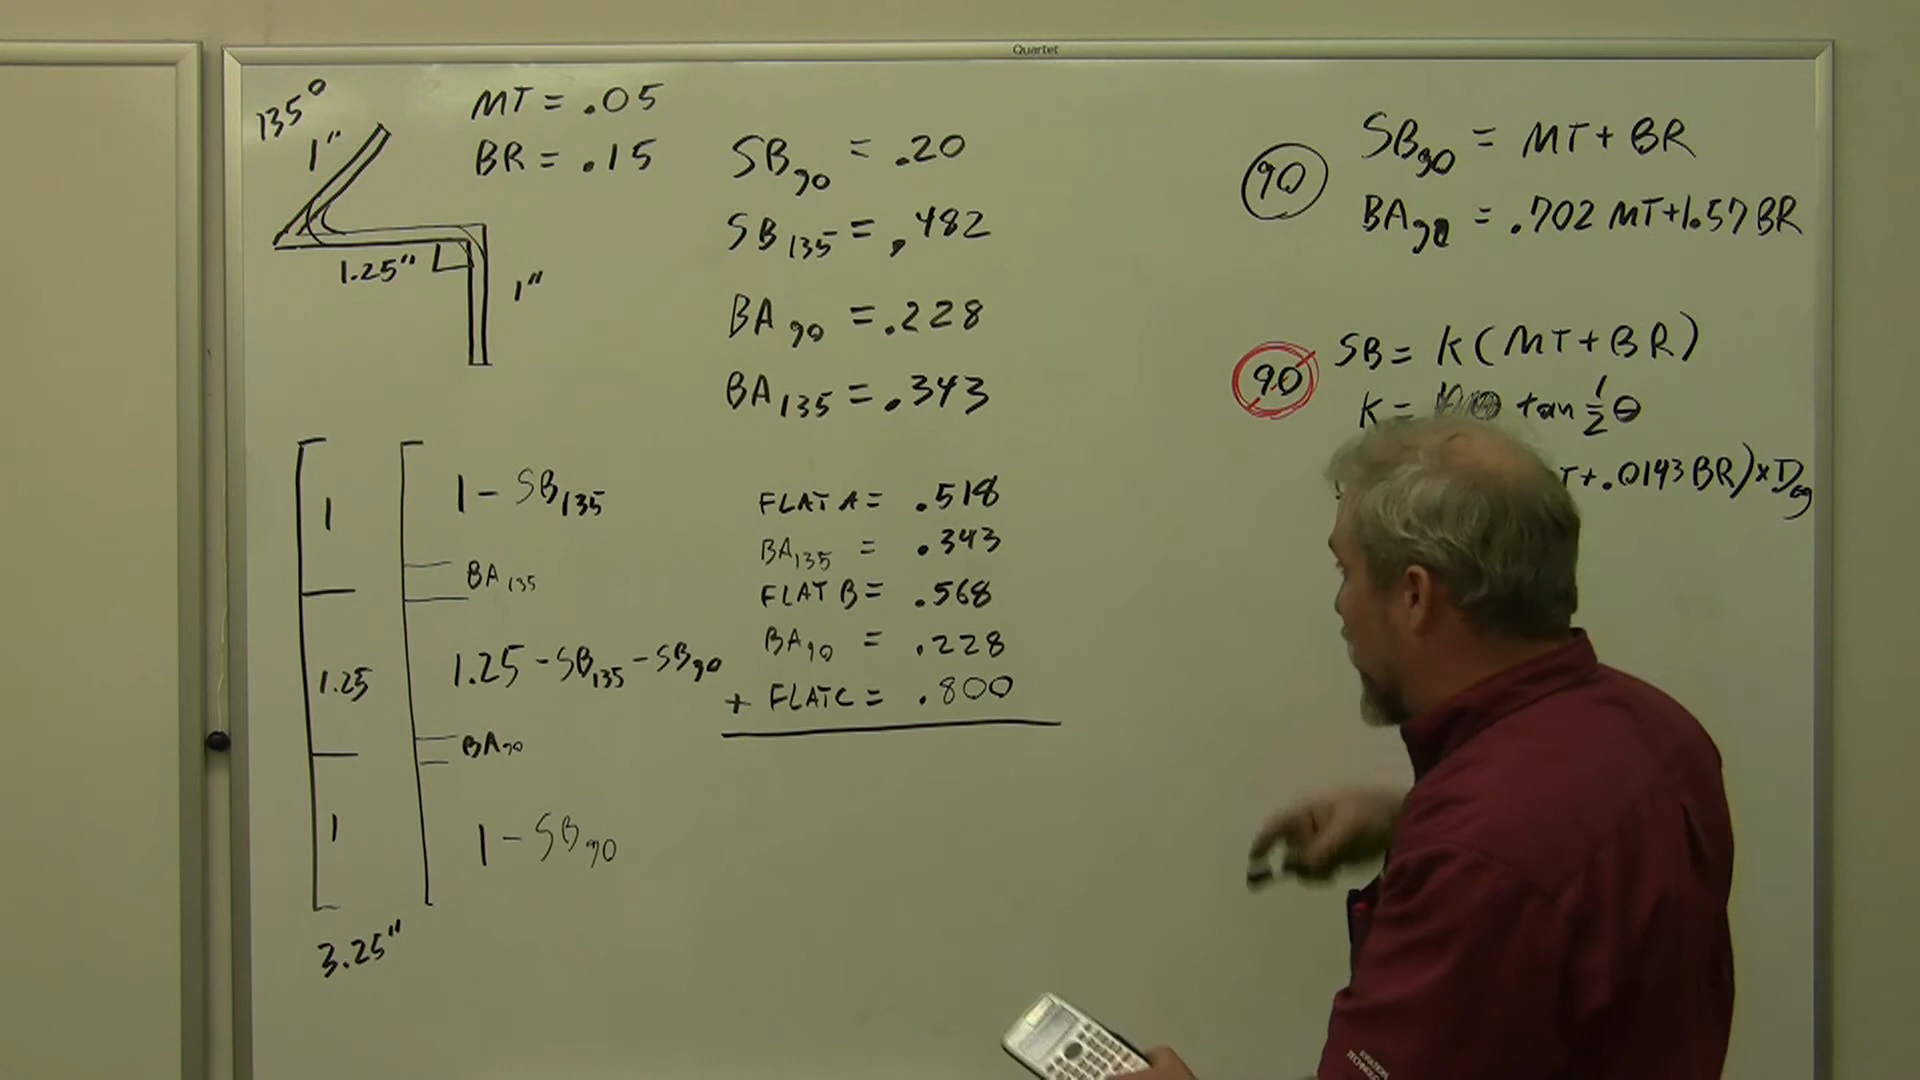 Quartet
135°
1"
1.25"
1"
MT = .05
BR = .15
SB90 = .20
SB135 = .482
BA90 = .228
BA135 = .343
90
SB90 = MT + BR
BA90 = .702 MT + 1.57 BR
90
SB = K (MT + BR)
K = tan 1/2 θ
T + .0143 BR) × Deg
1
1.25
1
3.25"
1 - SB135
BA135
1.25 - SB135 - SB90
BA90
1 - SB90
FLAT A = .518
BA135 = .343
FLAT B = .568
BA90 = .228
+ FLAT C = .800